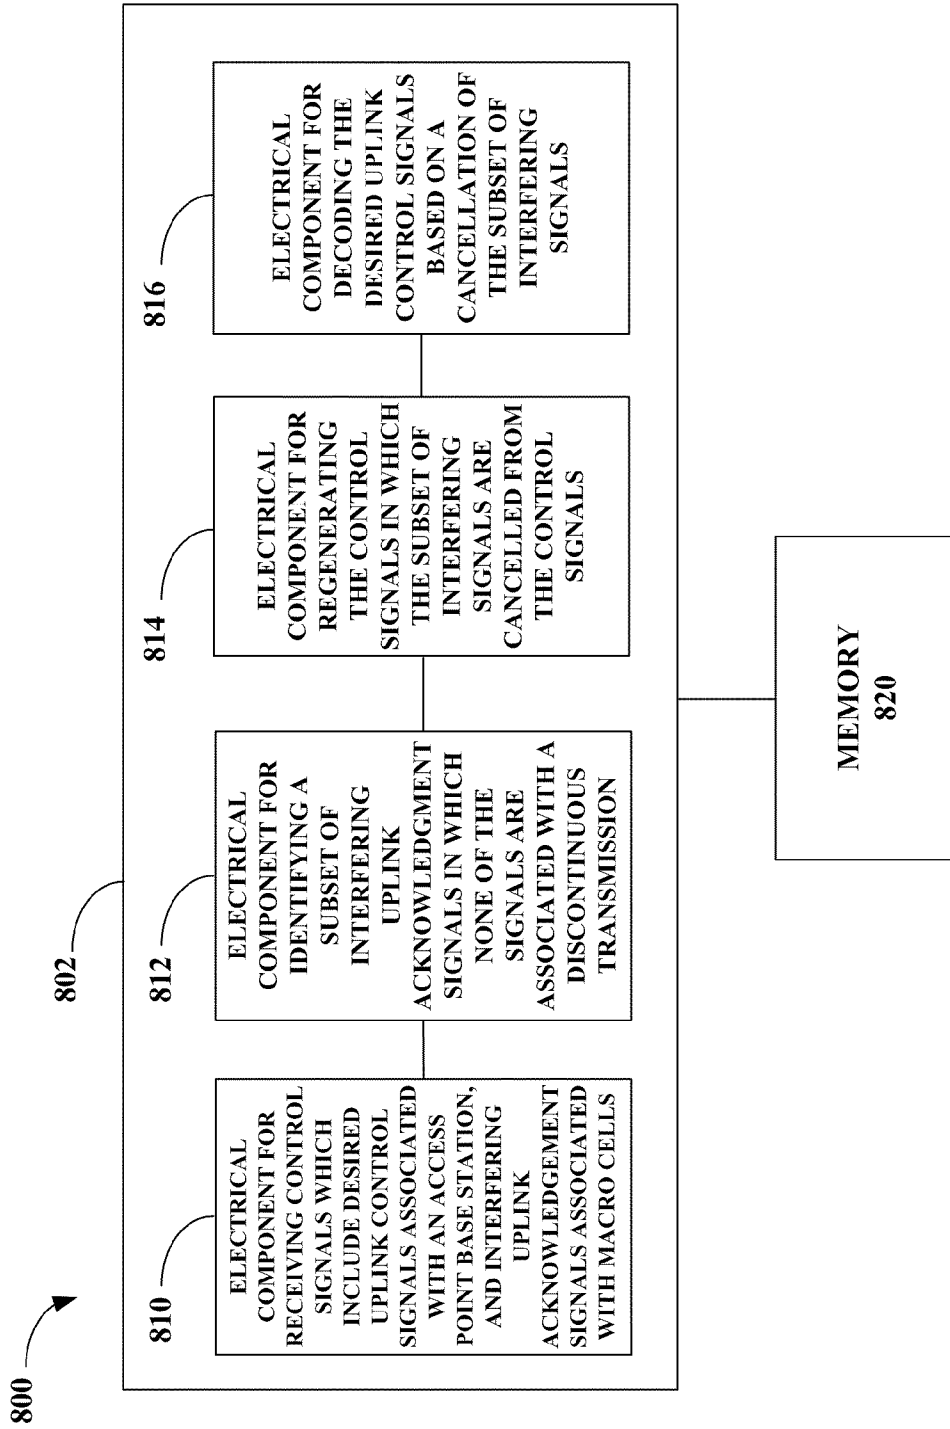 800
802
810
ELECTRICAL
COMPONENT FOR
RECEIVING CONTROL
SIGNALS WHICH
INCLUDE DESIRED
UPLINK CONTROL
SIGNALS ASSOCIATED
WITH AN ACCESS
POINT BASE STATION,
AND INTERFERING
UPLINK
ACKNOWLEDGEMENT
SIGNALS ASSOCIATED
WITH MACRO CELLS
812
ELECTRICAL
COMPONENT FOR
IDENTIFYING A
SUBSET OF
INTERFERING
UPLINK
ACKNOWLEDGMENT
SIGNALS IN WHICH
NONE OF THE
SIGNALS ARE
ASSOCIATED WITH A
DISCONTINUOUS
TRANSMISSION
814
ELECTRICAL
COMPONENT FOR
REGENERATING
THE CONTROL
SIGNALS IN WHICH
THE SUBSET OF
INTERFERING
SIGNALS ARE
CANCELLED FROM
THE CONTROL
SIGNALS
816
ELECTRICAL
COMPONENT FOR
DECODING THE
DESIRED UPLINK
CONTROL SIGNALS
BASED ON A
CANCELLATION OF
THE SUBSET OF
INTERFERING
SIGNALS
MEMORY
820